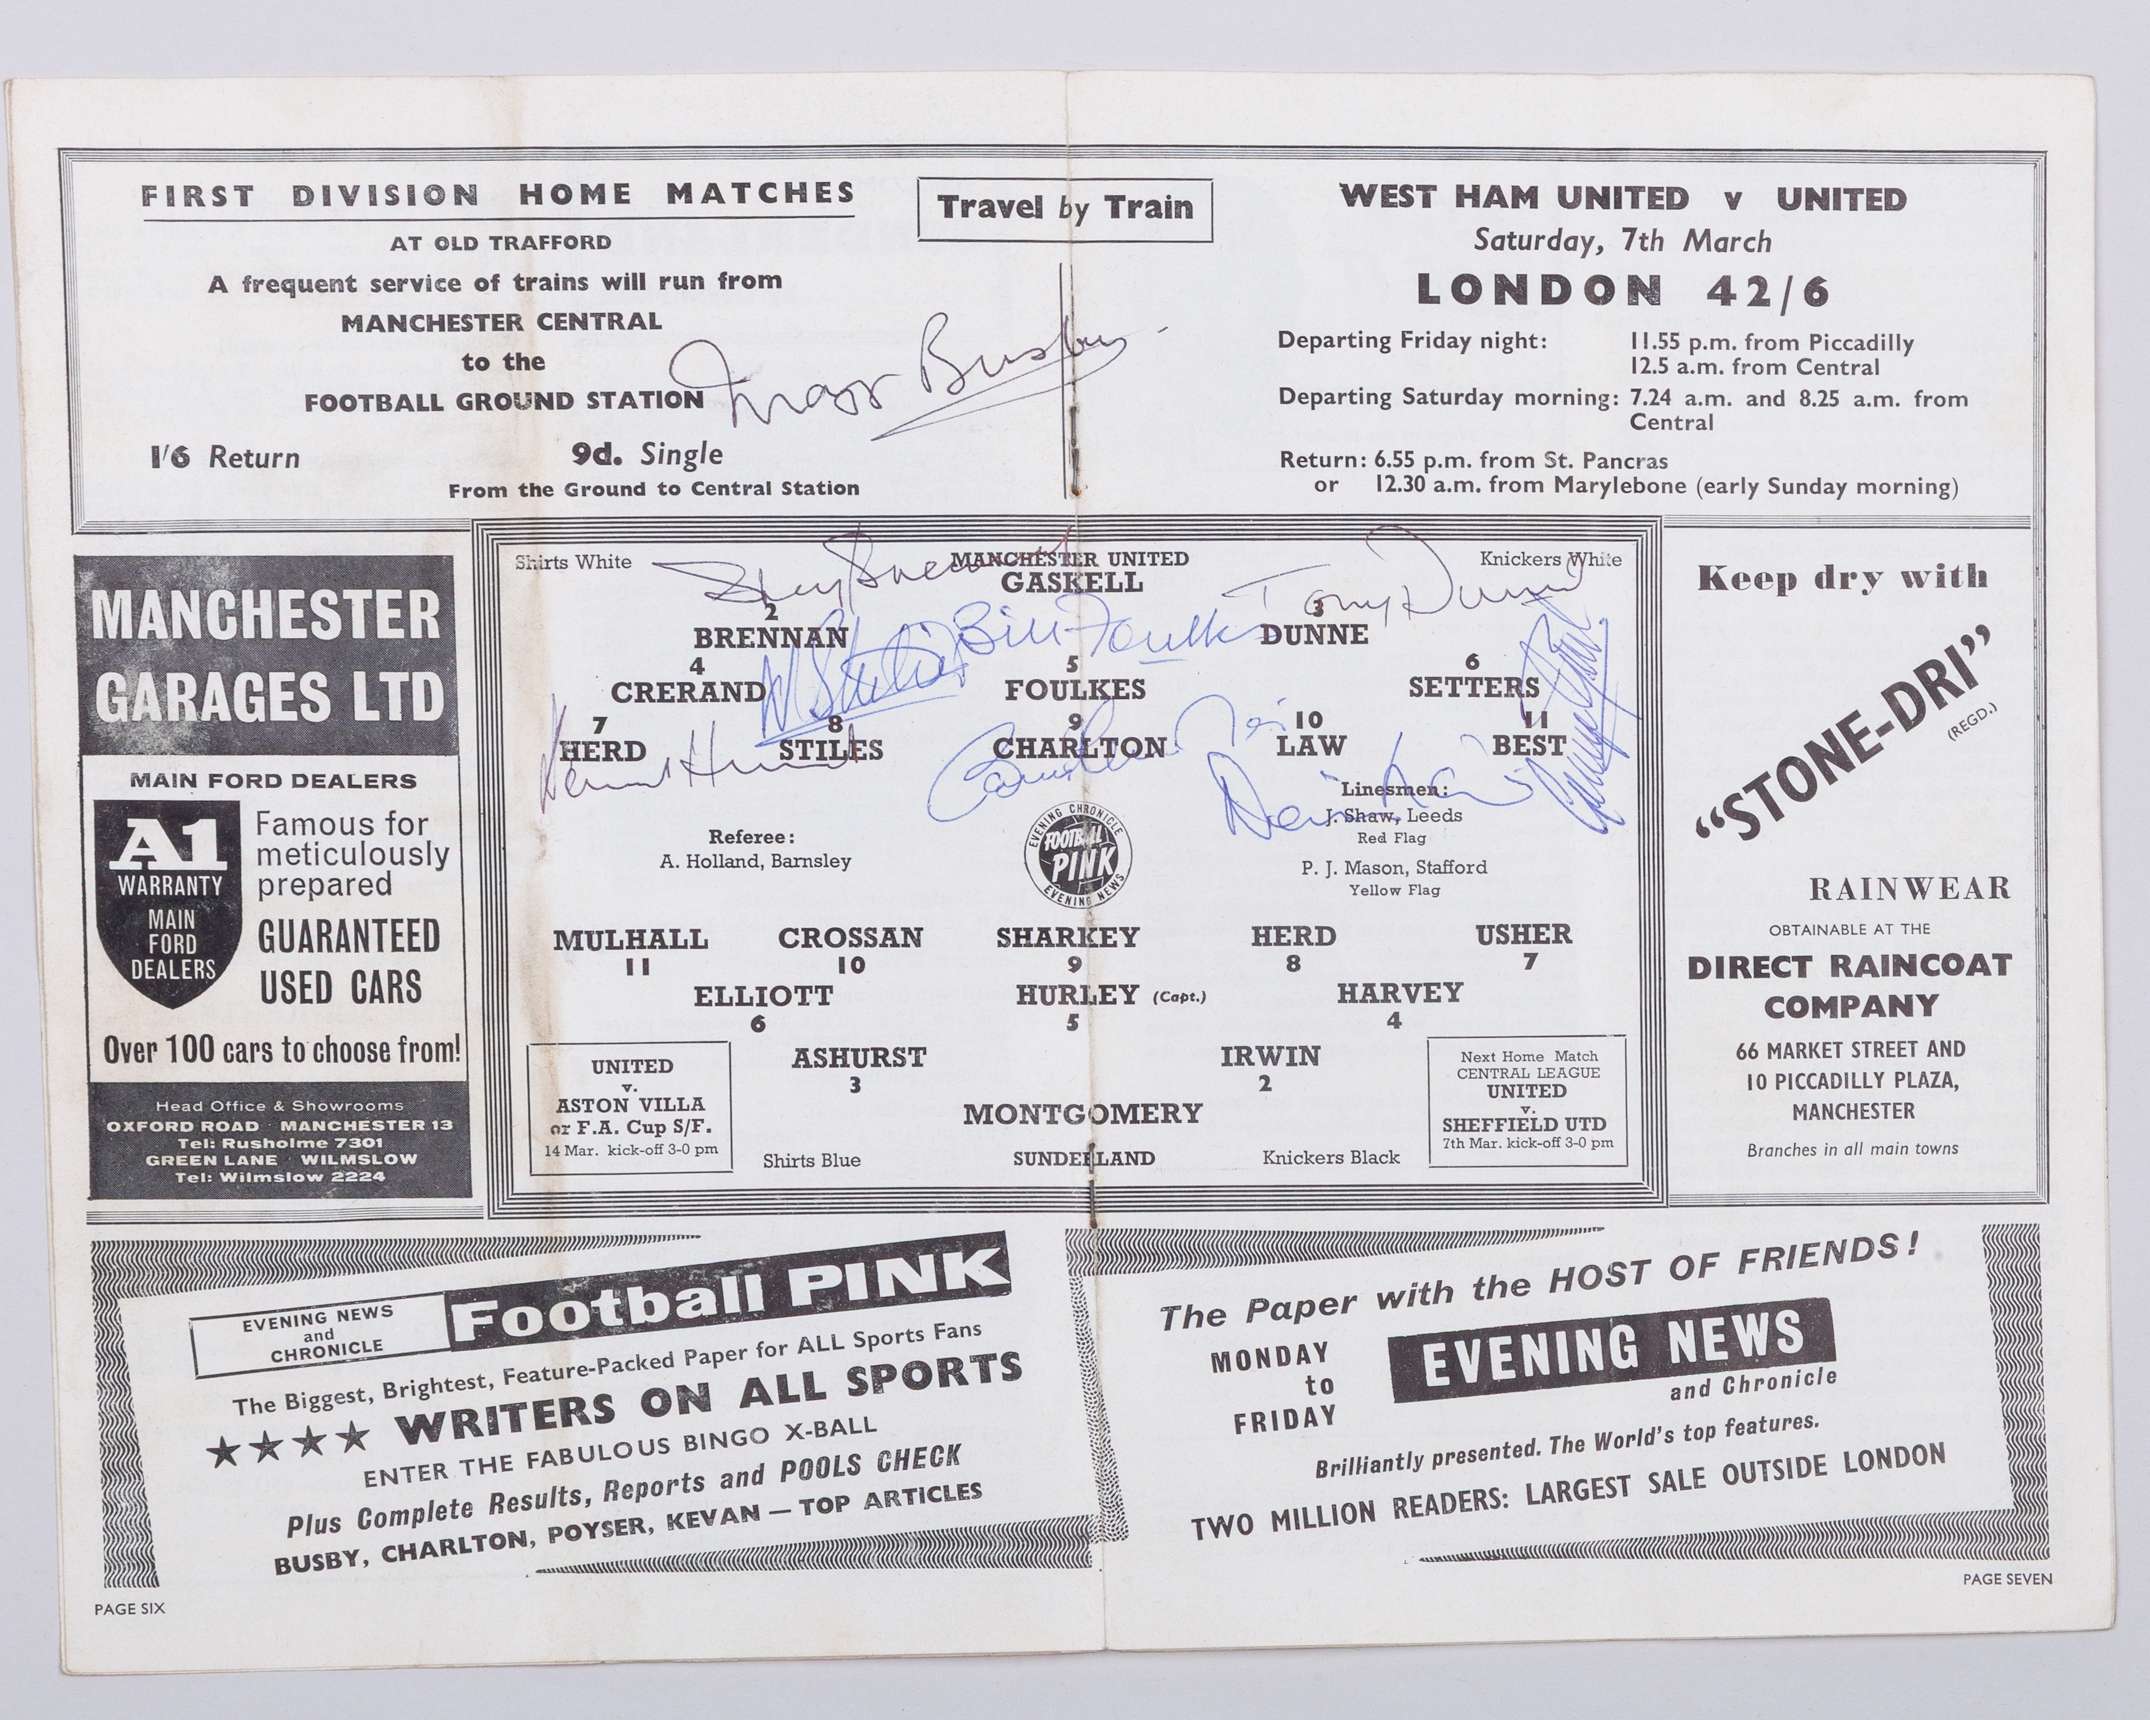 FIRST DIVISION HOME MATCHES
AT OLD TRAFFORD
A frequent service of trains will run from
MANCHESTER CENTRAL
to the
FOOTBALL GROUND STATION
1/6 Return 9d. Single
From the Ground to Central Station
Matt Busby
Travel by Train
WEST HAM UNITED v UNITED
Saturday, 7th March
LONDON 42/6
Departing Friday night: 11.55 p.m. from Piccadilly
12.5 a.m. from Central
Departing Saturday morning: 7.24 a.m. and 8.25 a.m. from
Central
Return: 6.55 p.m. from St. Pancras
or 12.30 a.m. from Marylebone (early Sunday morning)
MANCHESTER
GARAGES LTD
MAIN FORD DEALERS
A1
WARRANTY
MAIN
FORD
DEALERS
Famous for
meticulously
prepared
GUARANTEED
USED CARS
Over 100 cars to choose from!
Head Office & Showrooms
OXFORD ROAD MANCHESTER 13
Tel: Rusholme 7301
GREEN LANE WILMSLOW
Tel: Wilmslow 2224
Shirts White MANCHESTER UNITED Knickers White
GASKELL
Tony Dunne
2 3
Bill Foulkes
BRENNAN DUNNE
4 5 6
CRERAND FOULKES SETTERS
7 8 9 10 11
HERD STILES CHARLTON LAW BEST
Denis Law
Referee:
A. Holland, Barnsley
EVENING CHRONICLE
FOOTBALL
PINK
EVENING NEWS
Linesmen:
J. Shaw, Leeds
Red Flag
P. J. Mason, Stafford
Yellow Flag
MULHALL CROSSAN SHARKEY HERD USHER
11 10 9 8 7
ELLIOTT HURLEY (Capt.) HARVEY
6 5 4
ASHURST IRWIN
3 2
MONTGOMERY
Shirts Blue SUNDERLAND Knickers Black
UNITED
v.
ASTON VILLA
or F.A. Cup S/F.
14 Mar. kick-off 3-0 pm
Next Home Match
CENTRAL LEAGUE
UNITED
v.
SHEFFIELD UTD
7th Mar. kick-off 3-0 pm
Keep dry with
"STONE-DRI"
(REGD.)
RAINWEAR
OBTAINABLE AT THE
DIRECT RAINCOAT
COMPANY
66 MARKET STREET AND
10 PICCADILLY PLAZA,
MANCHESTER
Branches in all main towns
EVENING NEWS
and
CHRONICLE
Football PINK
The Biggest, Brightest, Feature-Packed Paper for ALL Sports Fans
★★★★ WRITERS ON ALL SPORTS
ENTER THE FABULOUS BINGO X-BALL
Plus Complete Results, Reports and POOLS CHECK
BUSBY, CHARLTON, POYSER, KEVAN — TOP ARTICLES
PAGE SIX
The Paper with the HOST OF FRIENDS!
MONDAY
to
FRIDAY
EVENING NEWS
and Chronicle
Brilliantly presented. The World's top features.
TWO MILLION READERS: LARGEST SALE OUTSIDE LONDON
PAGE SEVEN